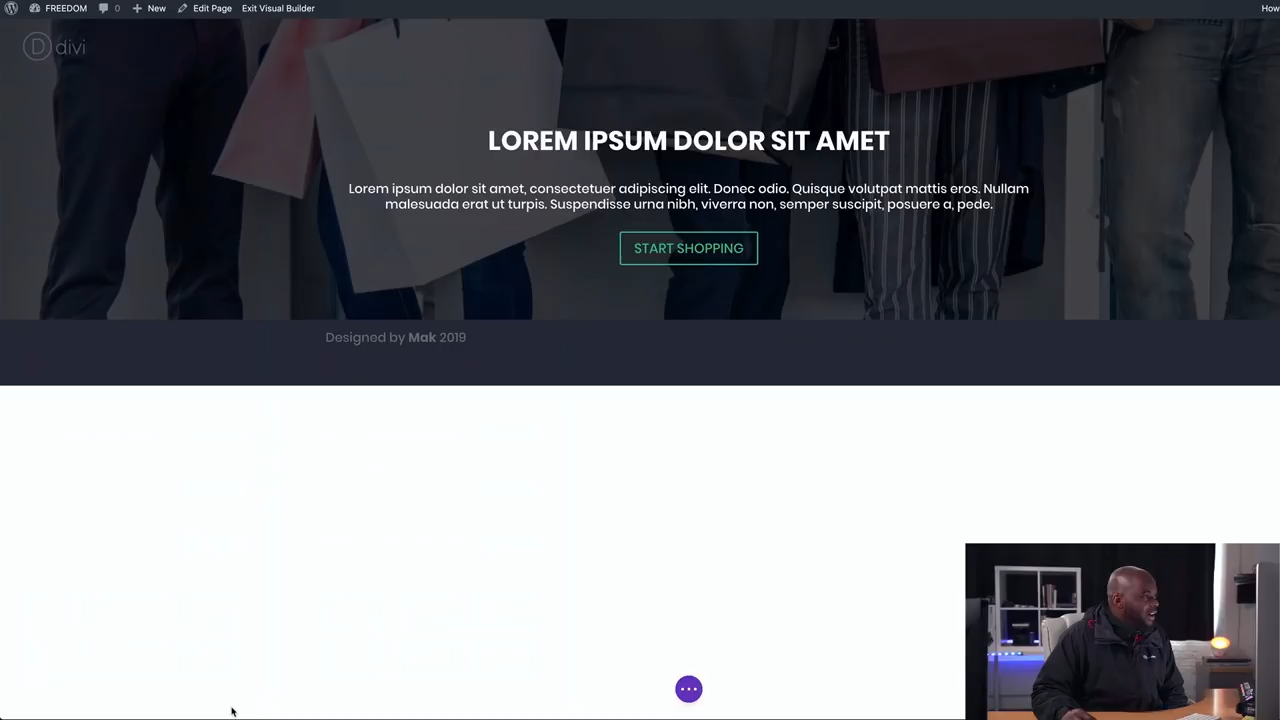 FREEDOM 0 New Edit Page Exit Visual Builder How
D divi
LOREM IPSUM DOLOR SIT AMET
Lorem ipsum dolor sit amet, consectetuer adipiscing elit. Donec odio. Quisque volutpat mattis eros. Nullam
malesuada erat ut turpis. Suspendisse urna nibh, viverra non, semper suscipit, posuere a, pede.
START SHOPPING
Designed by Mak 2019